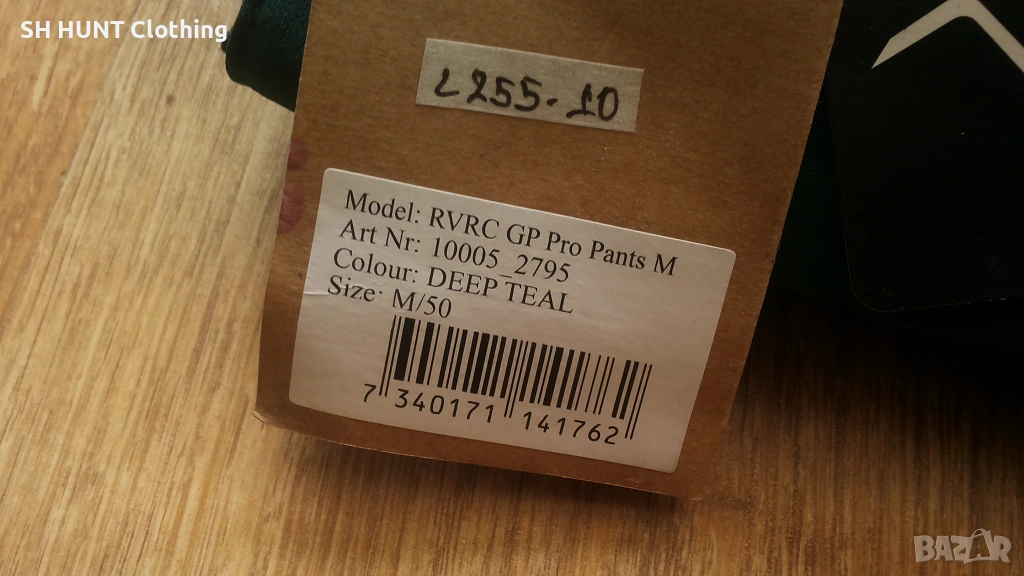 SH HUNT Clothing
2255.10
Model: RVRC GP Pro Pants M
Art Nr: 10005_2795
Colour: DEEP TEAL
Size: M/50
7 340171 141762
BAZAR